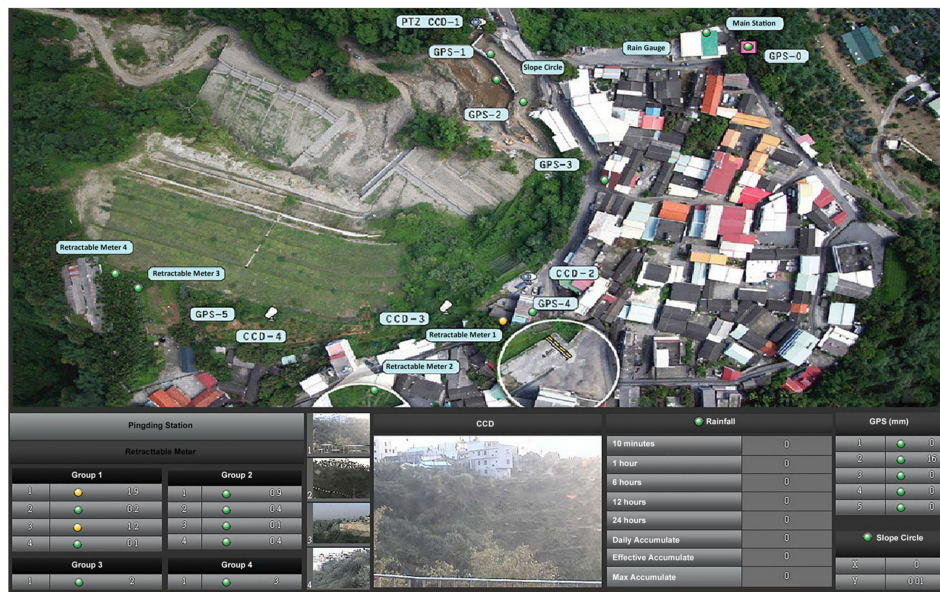 PTZ CCD-1
Main Station
GPS-1
Rain Gauge
GPS-0
Slope Circle
GPS-2
GPS-3
Retractable Meter 4
Retractable Meter 3
CCD-2
GPS-4
GPS-5
CCD-3
CCD-4
Retractable Meter 1
Retractable Meter 2
Pingding Station
Retracttable Meter
Group 1
1 1.9
2 0.2
3 1.2
4 0.1
Group 2
1 0.9
2 0.4
3 0.1
4 0.4
Group 3
1 2
Group 4
1 3
1
2
3
4
CCD
Rainfall
10 minutes 0
1 hour 0
6 hours 0
12 hours 0
24 hours 0
Daily Accumulate 0
Effective Accumulate 0
Max Accumulate 0
GPS (mm)
1 0
2 16
3 0
4 0
5 0
Slope Circle
X 0
Y 0.01